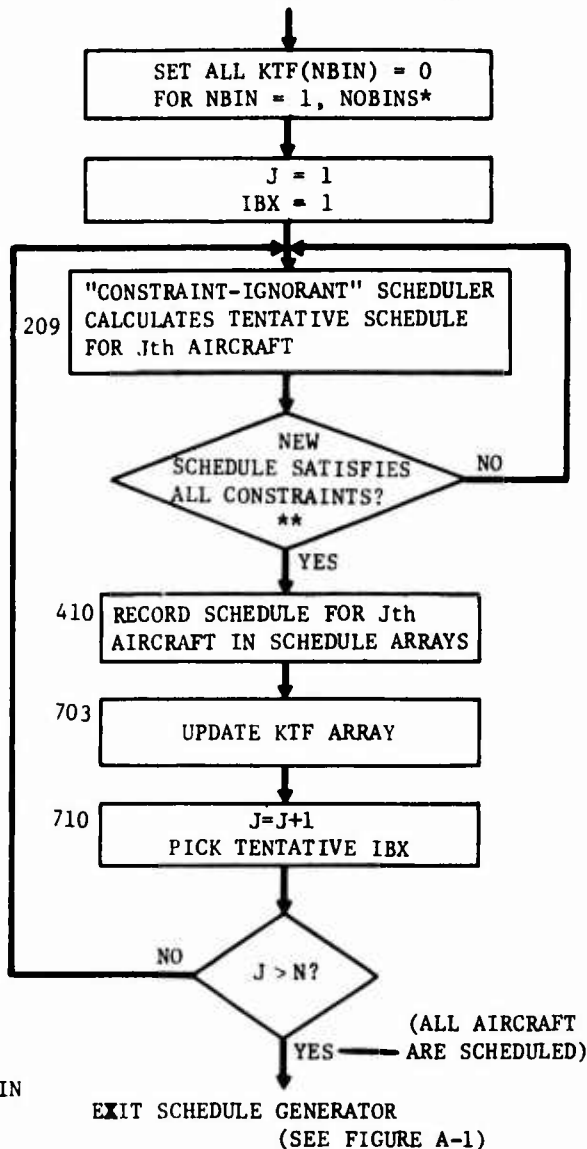 SET ALL KTF(NBIN) = 0
FOR NBIN = 1, NOBINS*
J = 1
IBX = 1
209
"CONSTRAINT-IGNORANT" SCHEDULER
CALCULATES TENTATIVE SCHEDULE
FOR Jth AIRCRAFT
NEW
SCHEDULE SATISFIES
ALL CONSTRAINTS?
**
NO
YES
410
RECORD SCHEDULE FOR Jth
AIRCRAFT IN SCHEDULE ARRAYS
703
UPDATE KTF ARRAY
710
J=J+1
PICK TENTATIVE IBX
NO
J > N?
YES
(ALL AIRCRAFT
ARE SCHEDULED)
IN
EXIT SCHEDULE GENERATOR
(SEE FIGURE A-1)